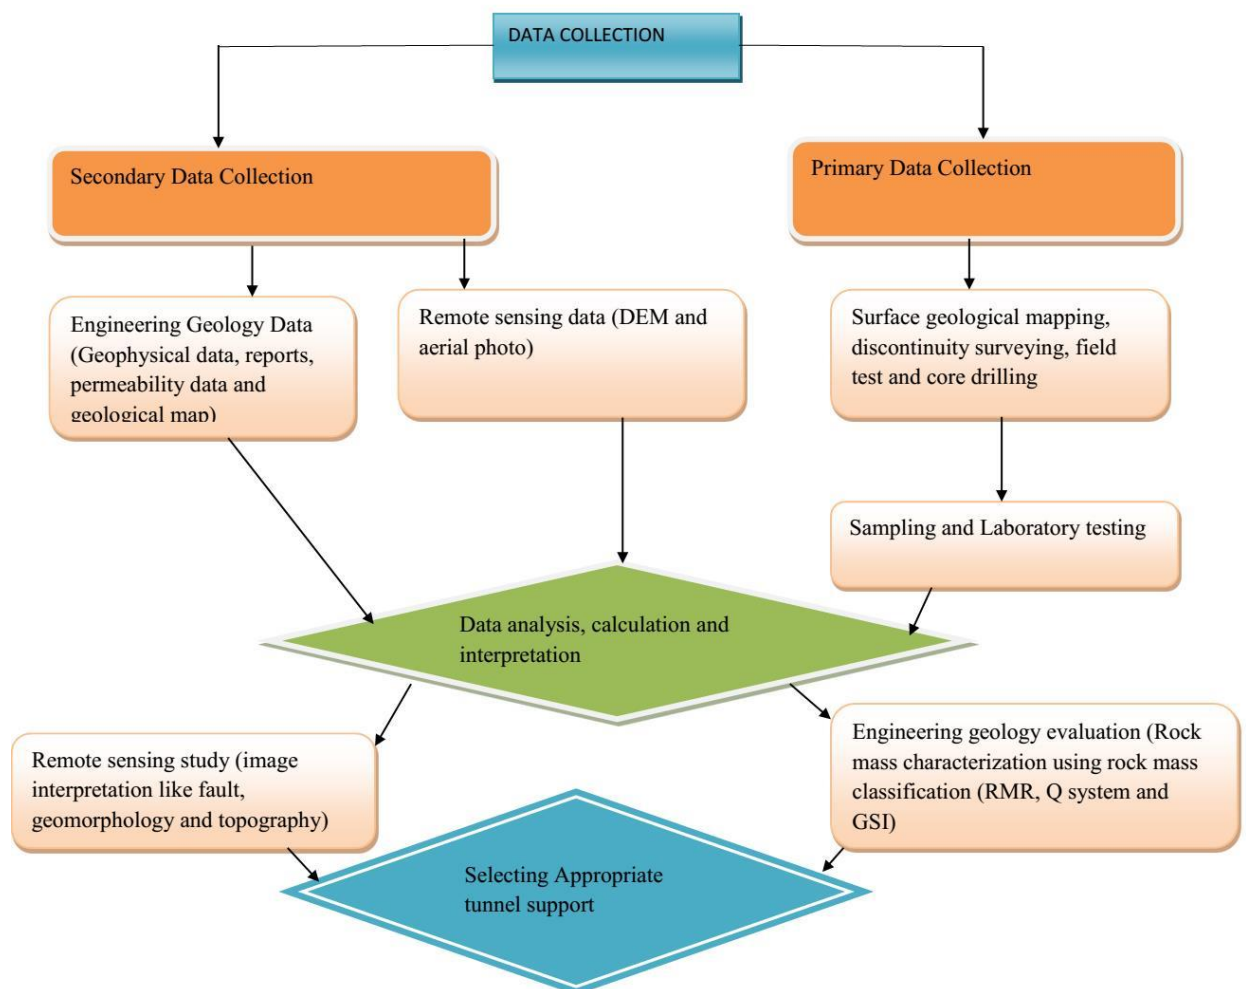 DATA COLLECTION
Secondary Data Collection
Primary Data Collection
Engineering Geology Data
(Geophysical data, reports,
permeability data and
geological map)
Remote sensing data (DEM and
aerial photo)
Surface geological mapping,
discontinuity surveying, field
test and core drilling
Sampling and Laboratory testing
Data analysis, calculation and
interpretation
Remote sensing study (image
interpretation like fault,
geomorphology and topography)
Engineering geology evaluation (Rock
mass characterization using rock mass
classification (RMR, Q system and
GSI)
Selecting Appropriate
tunnel support